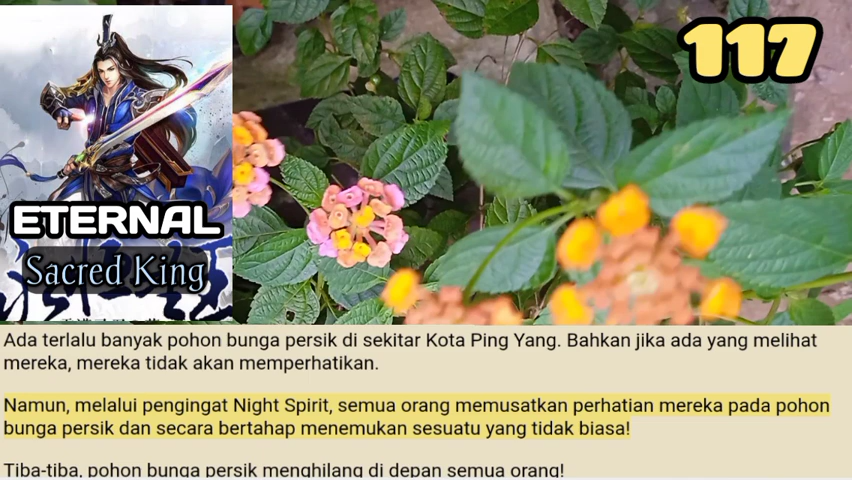 117
ETERNAL
Sacred King
Ada terlalu banyak pohon bunga persik di sekitar Kota Ping Yang. Bahkan jika ada yang melihat
mereka, mereka tidak akan memperhatikan.
Namun, melalui pengingat Night Spirit, semua orang memusatkan perhatian mereka pada pohon
bunga persik dan secara bertahap menemukan sesuatu yang tidak biasa!
Tiba-tiba, pohon bunga persik menghilang di depan semua orang!